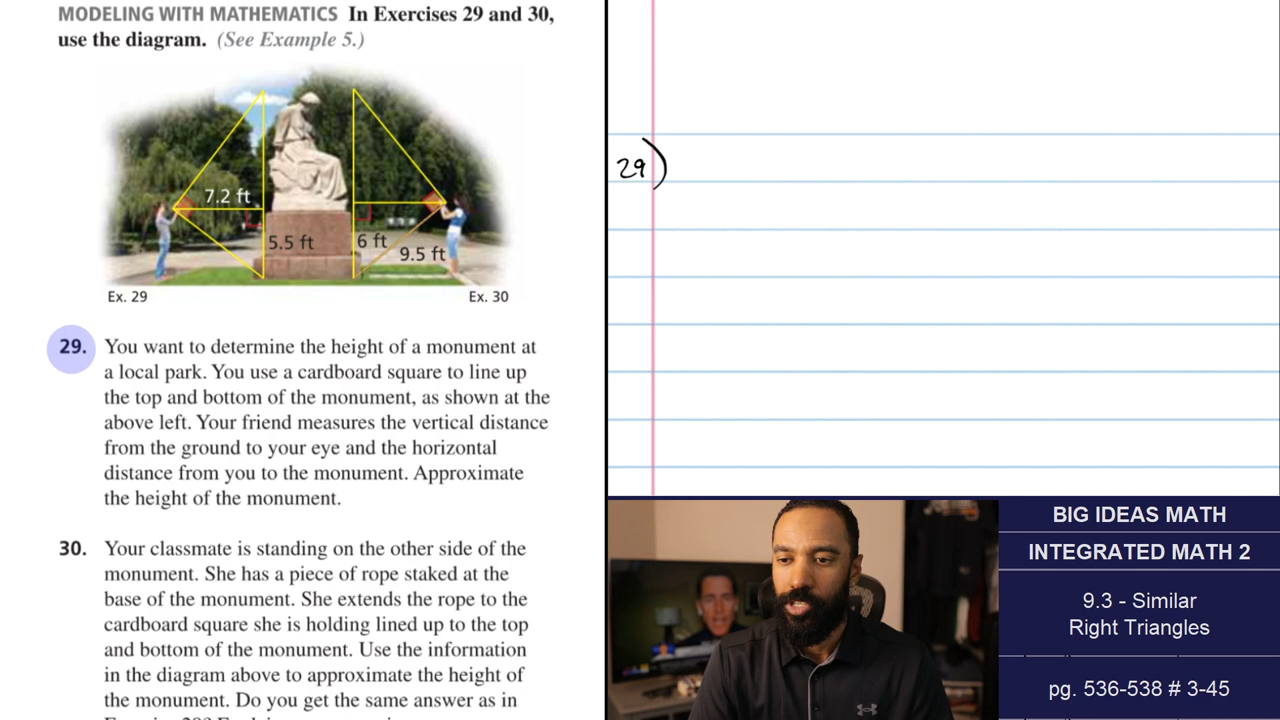 MODELING WITH MATHEMATICS In Exercises 29 and 30,
use the diagram. (See Example 5.)
7.2 ft
5.5 ft
6 ft
9.5 ft
Ex. 29
Ex. 30
29. You want to determine the height of a monument at
a local park. You use a cardboard square to line up
the top and bottom of the monument, as shown at the
above left. Your friend measures the vertical distance
from the ground to your eye and the horizontal
distance from you to the monument. Approximate
the height of the monument.
30. Your classmate is standing on the other side of the
monument. She has a piece of rope staked at the
base of the monument. She extends the rope to the
cardboard square she is holding lined up to the top
and bottom of the monument. Use the information
in the diagram above to approximate the height of
the monument. Do you get the same answer as in
29)
BIG IDEAS MATH
INTEGRATED MATH 2
9.3 - Similar
Right Triangles
pg. 536-538 # 3-45